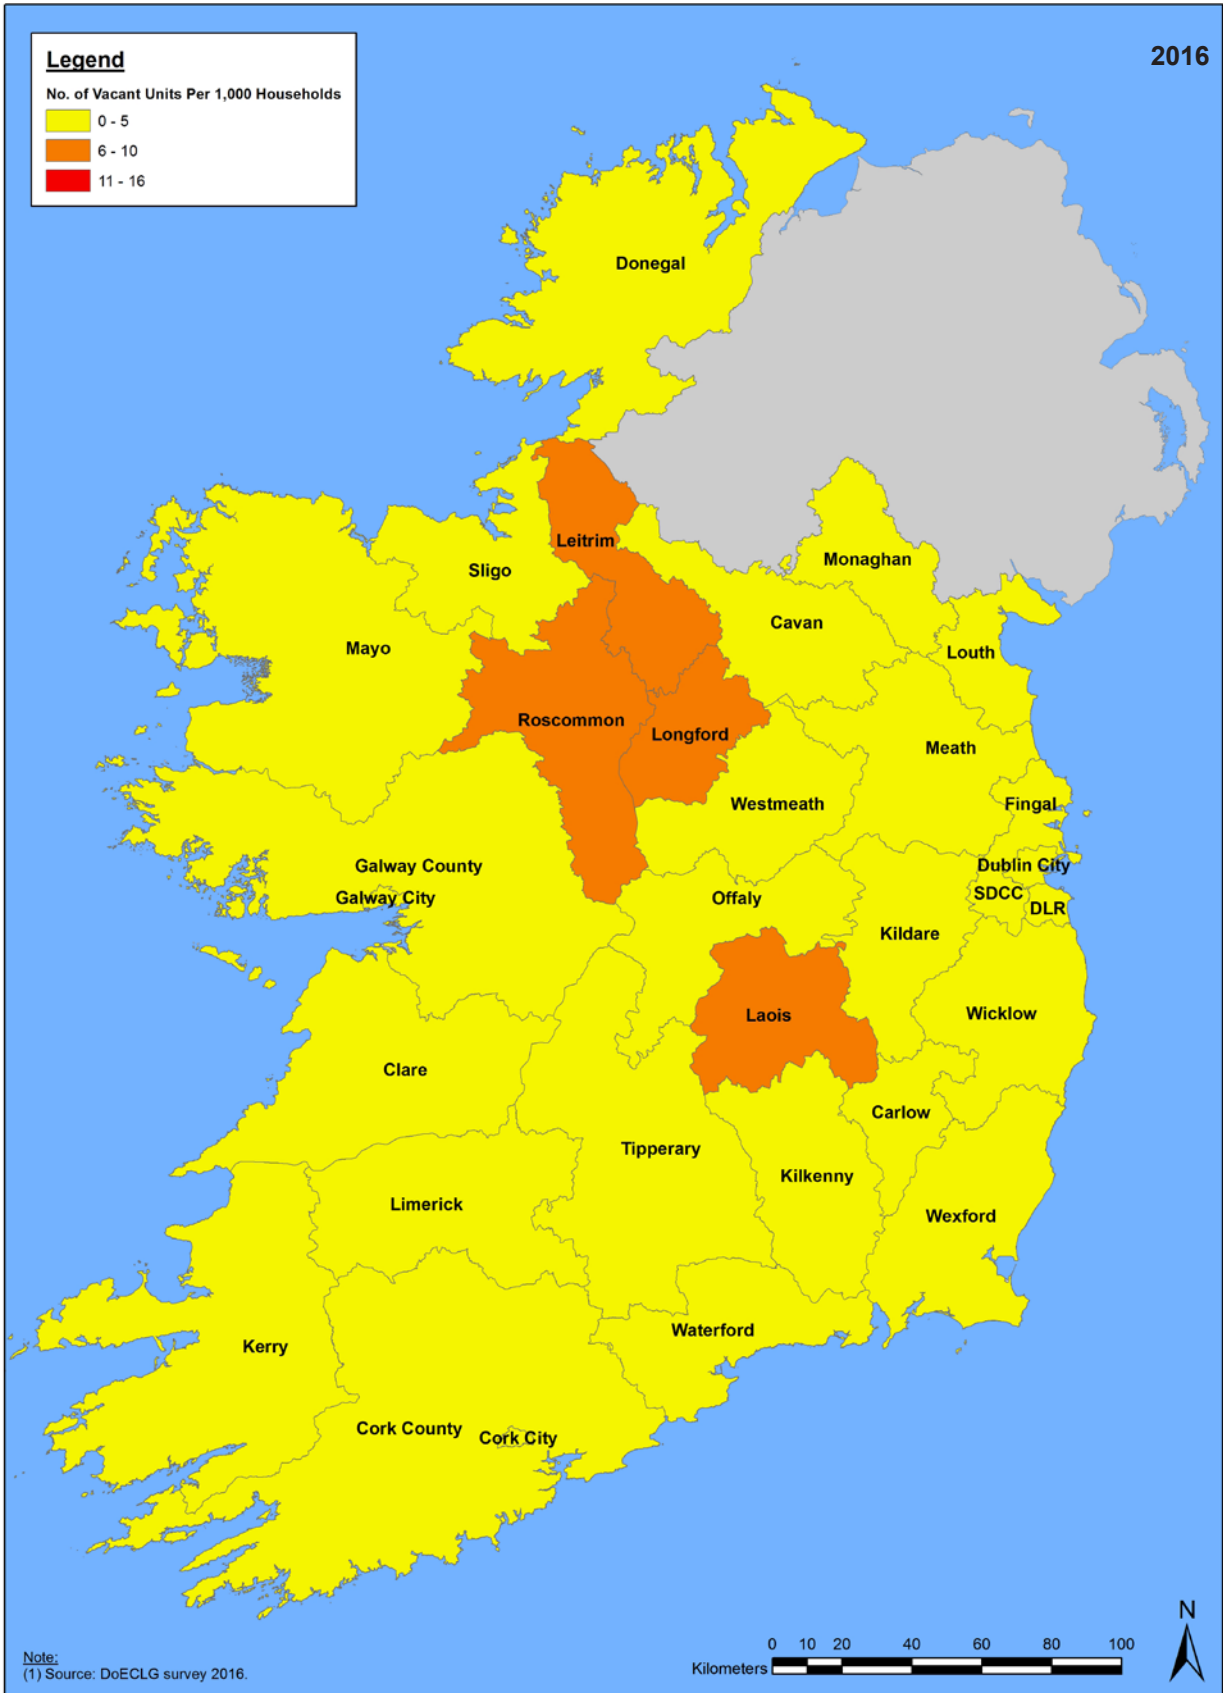 2016
Legend
No. of Vacant Units Per 1,000 Households
0 - 5
6 - 10
11 - 16
Donegal
Leitrim
Monaghan
Sligo
Cavan
Mayo
Louth
Roscommon
Longford
Meath
Westmeath
Fingal
Galway County
Dublin City
Galway City
Offaly
SDCC
DLR
Kildare
Laois
Wicklow
Clare
Carlow
Tipperary
Kilkenny
Limerick
Wexford
Waterford
Kerry
Cork County
Cork City
N
Note:
(1) Source: DoECLG survey 2016.
0 10 20 40 60 80 100
Kilometers